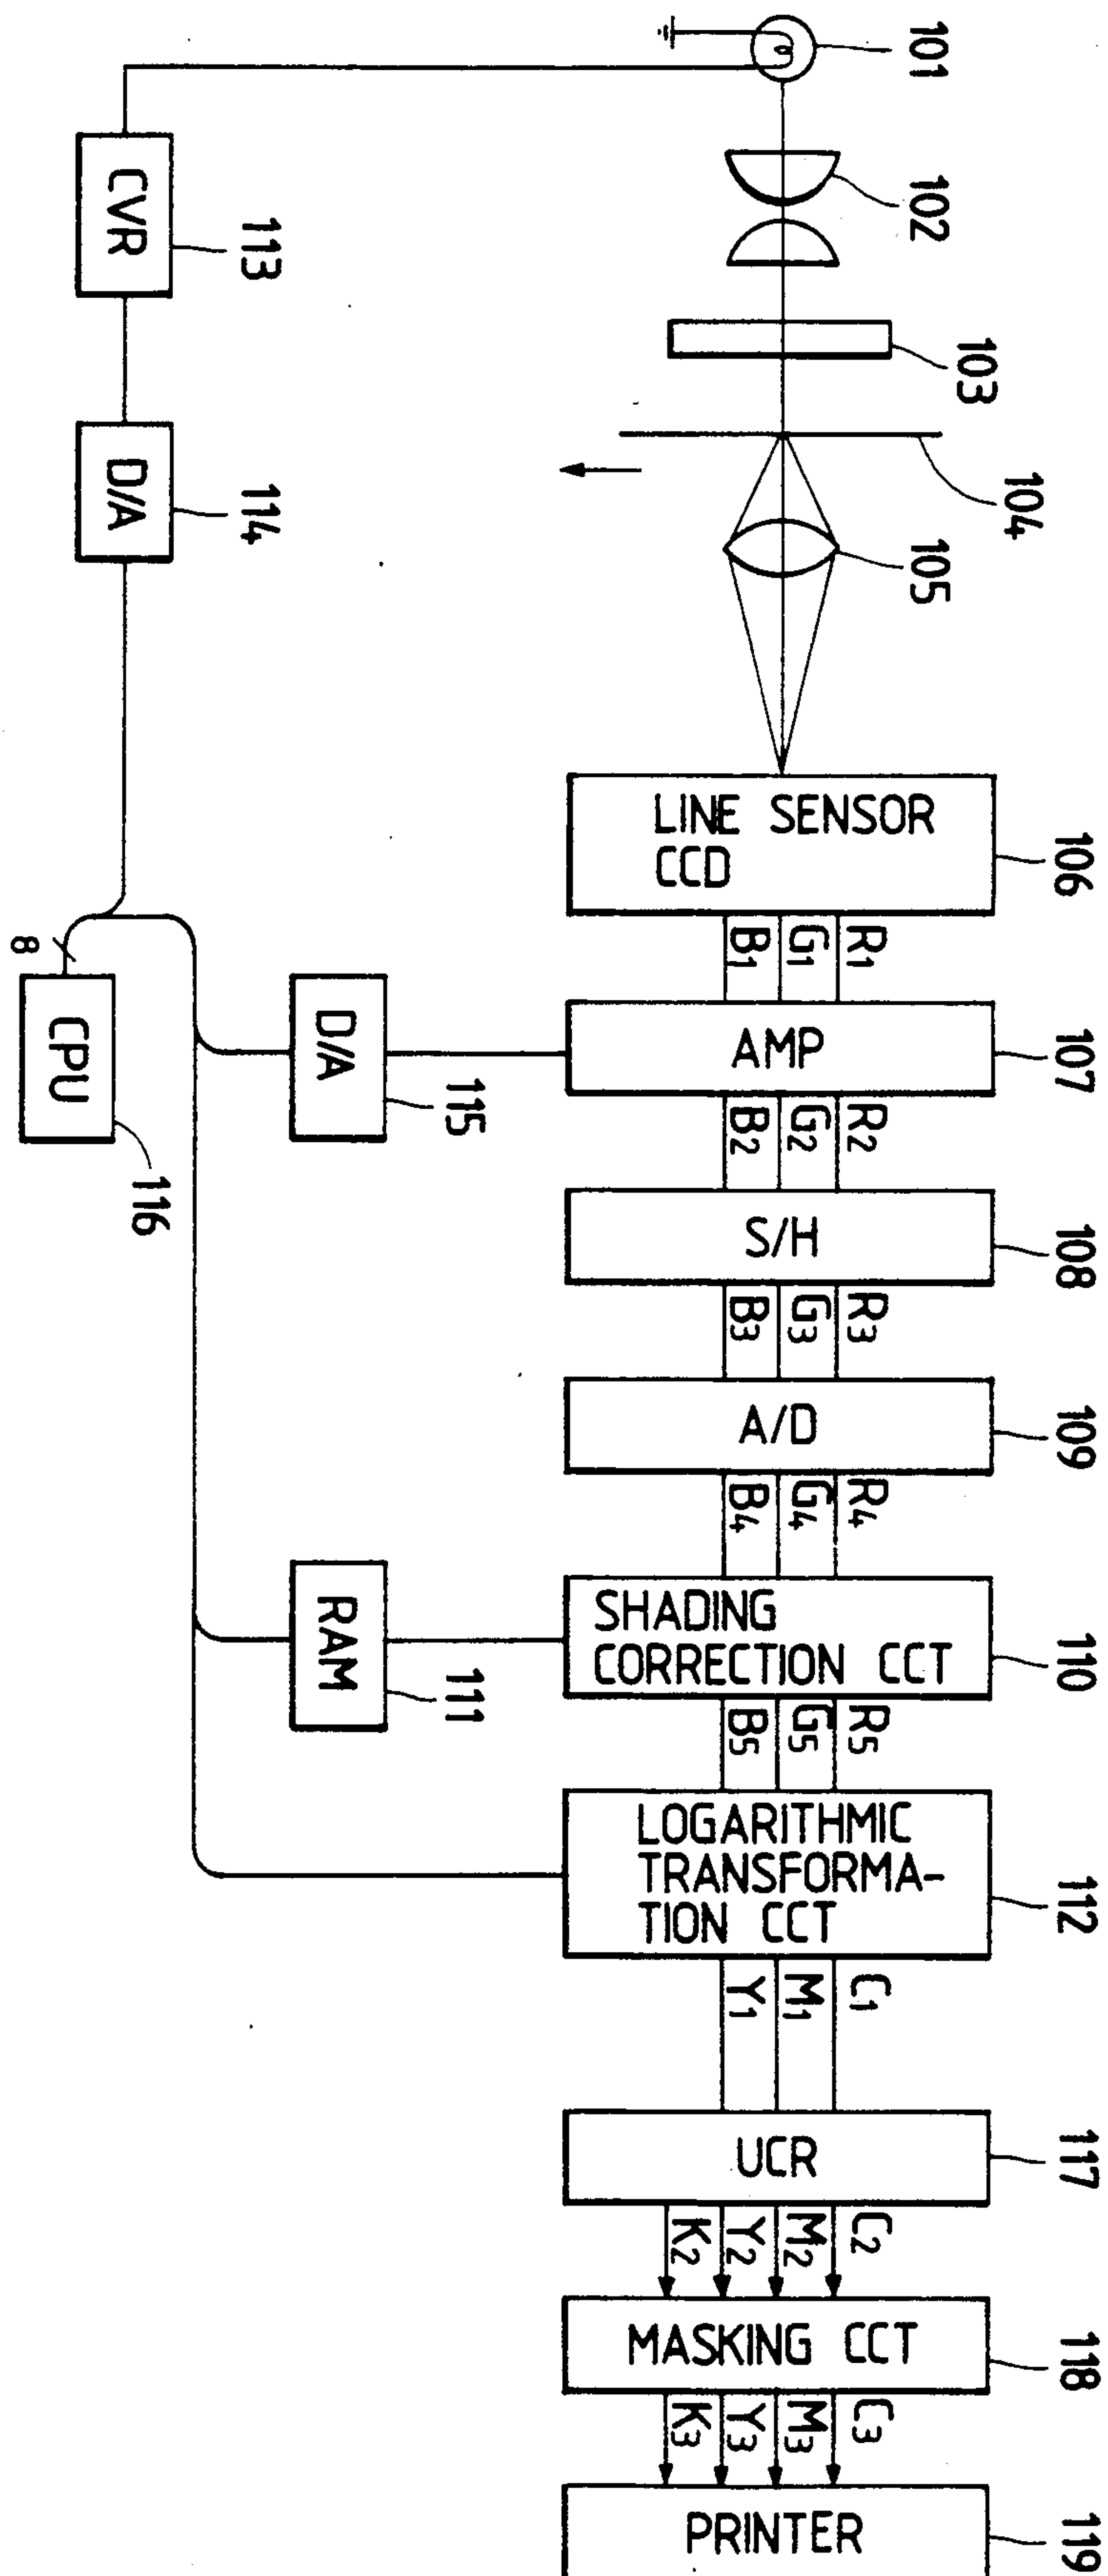 101
102
103
104
105
LINE SENSOR
CCD
106
R1
G1
B1
AMP
107
R2
G2
B2
S/H
108
R3
G3
B3
A/D
109
R4
G4
B4
SHADING
CORRECTION CCT
110
R5
G5
B5
LOGARITHMIC
TRANSFORMA-
TION CCT
112
C1
M1
Y1
UCR
117
C2
M2
Y2
K2
MASKING CCT
118
C3
M3
Y3
K3
PRINTER
119
CVR
113
D/A
114
8
CPU
116
D/A
115
RAM
111